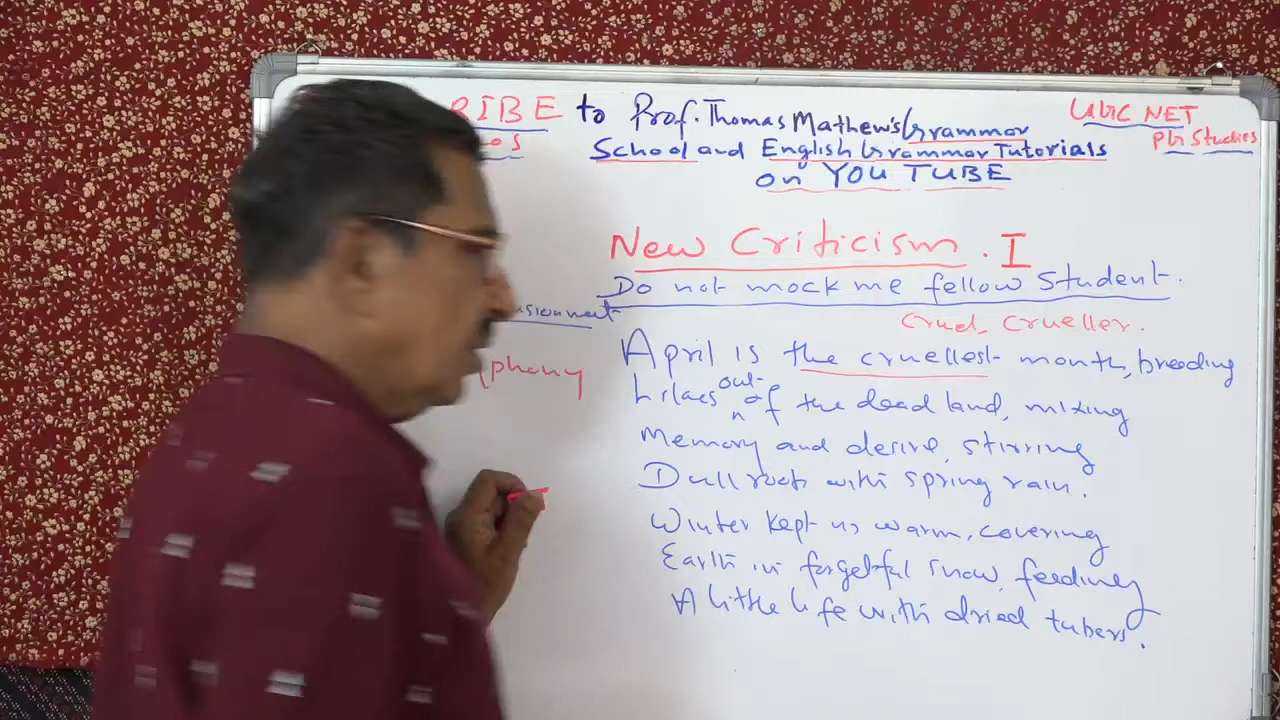 RIBE to Prof. Thomas Mathew's Grammar
School and English Grammar Tutorials
on YOU TUBE
UGC NET
PG Studies
New Criticism. I
Do not mock me fellow Student.
Cruel, Crueller.
April is the cruellest month, breeding
Lilacs out of the dead land, mixing
Memory and desire, stirring
Dull roots with spring rain.
Winter kept us warm, covering
Earth in forgetful snow, feeding
A little life with dried tubers.
phony